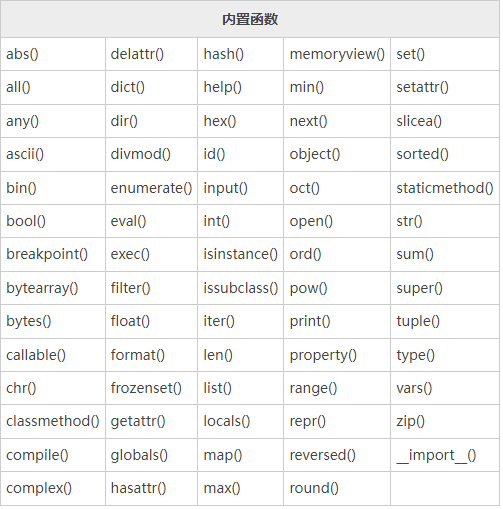 内置函数
abs() delattr() hash() memoryview() set()
all() dict() help() min() setattr()
any() dir() hex() next() slicea()
ascii() divmod() id() object() sorted()
bin() enumerate() input() oct() staticmethod()
bool() eval() int() open() str()
breakpoint() exec() isinstance() ord() sum()
bytearray() filter() issubclass() pow() super()
bytes() float() iter() print() tuple()
callable() format() len() property() type()
chr() frozenset() list() range() vars()
classmethod() getattr() locals() repr() zip()
compile() globals() map() reversed() __import__()
complex() hasattr() max() round()